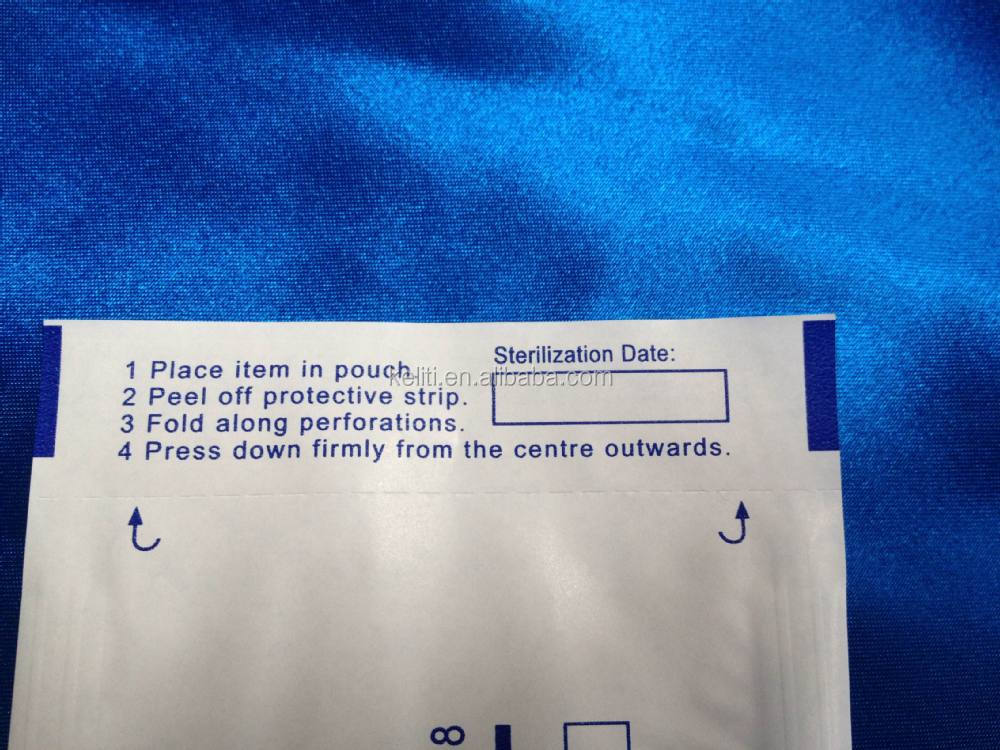 1 Place item in pouch.
Sterilization Date:
2 Peel off protective strip.
3 Fold along perforations.
4 Press down firmly from the centre outwards.
keliti.en.alibaba.com
8